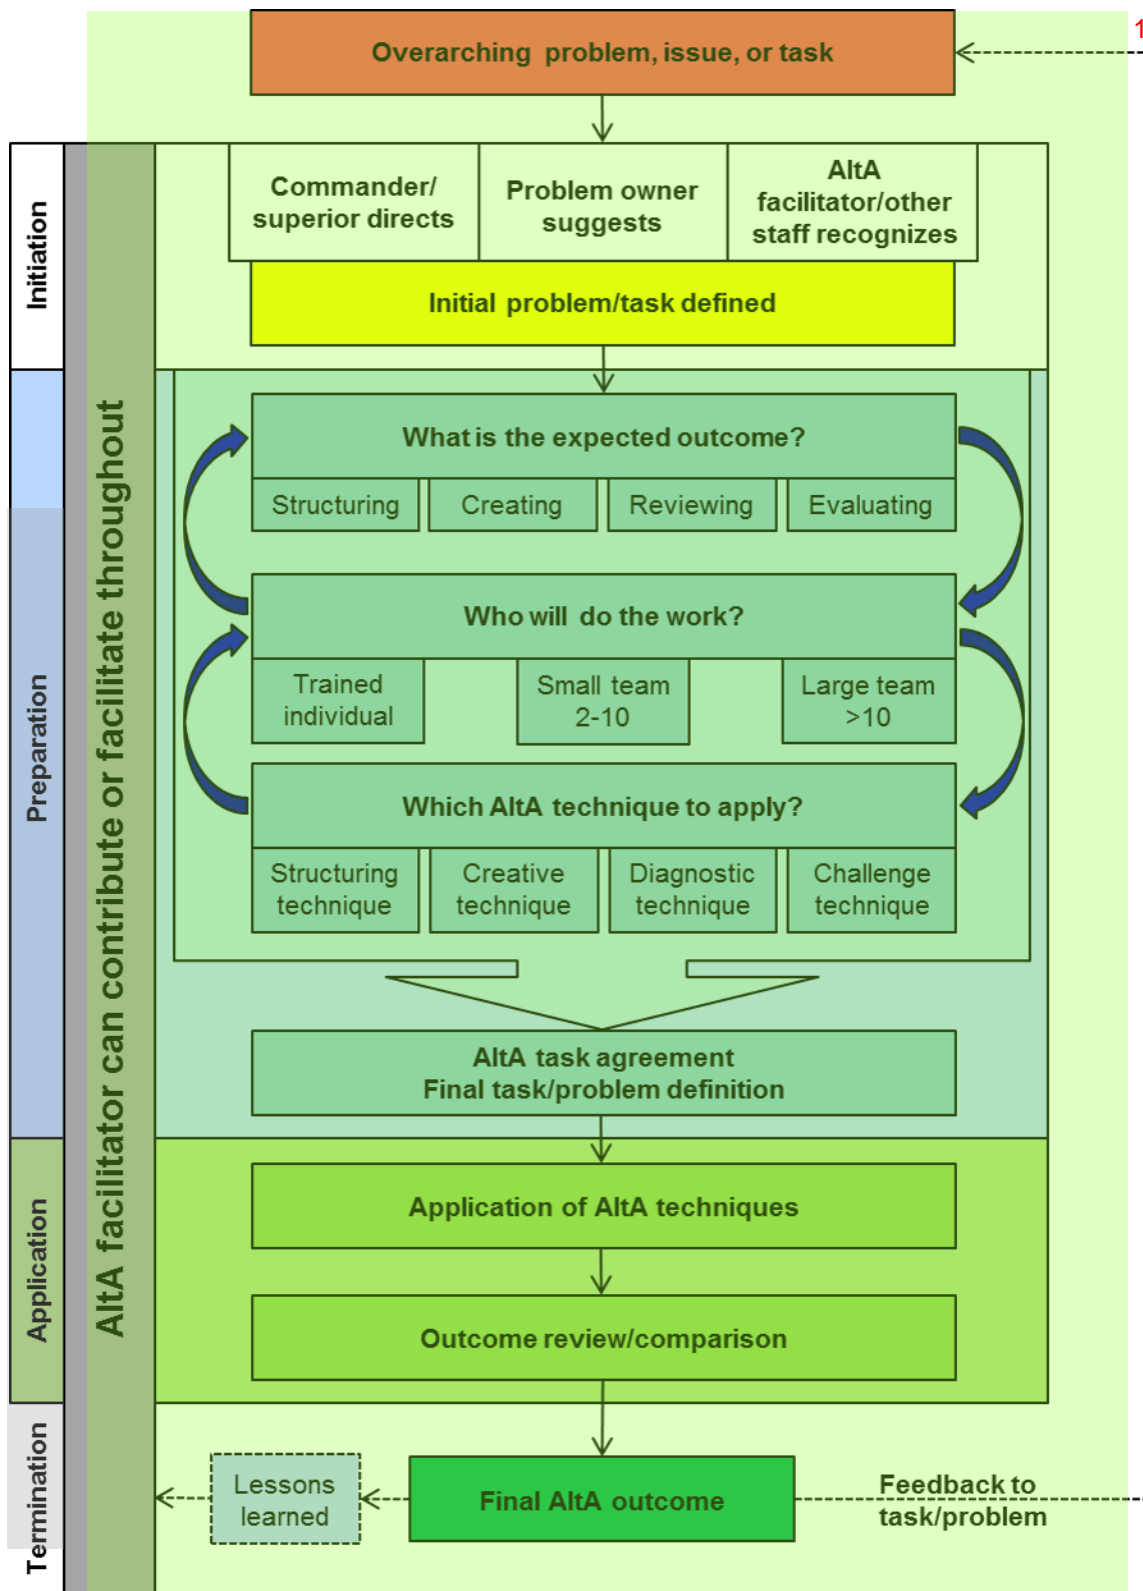 1
Overarching problem, issue, or task
Initiation
Commander/
superior directs
Problem owner
suggests
AltA
facilitator/other
staff recognizes
Initial problem/task defined
AltA facilitator can contribute or facilitate throughout
Preparation
What is the expected outcome?
Structuring
Creating
Reviewing
Evaluating
Who will do the work?
Trained
individual
Small team
2-10
Large team
>10
Which AltA technique to apply?
Structuring
technique
Creative
technique
Diagnostic
technique
Challenge
technique
AltA task agreement
Final task/problem definition
Application
Application of AltA techniques
Outcome review/comparison
Termination
Lessons
learned
Final AltA outcome
Feedback to
task/problem